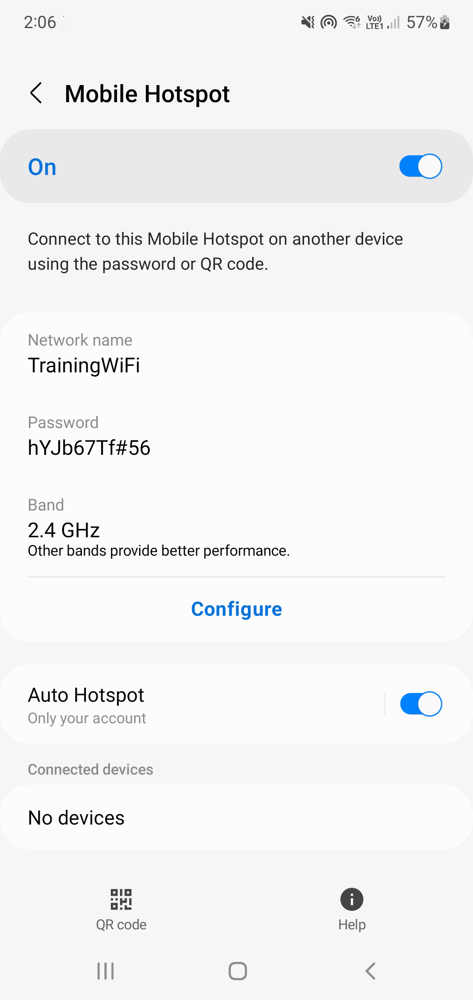 2:06
6 Vo)) LTE1 57%
Mobile Hotspot
On
Connect to this Mobile Hotspot on another device
using the password or QR code.
Network name
TrainingWiFi
Password
hYJb67Tf#56
Band
2.4 GHz
Other bands provide better performance.
Configure
Auto Hotspot
Only your account
Connected devices
No devices
QR code Help